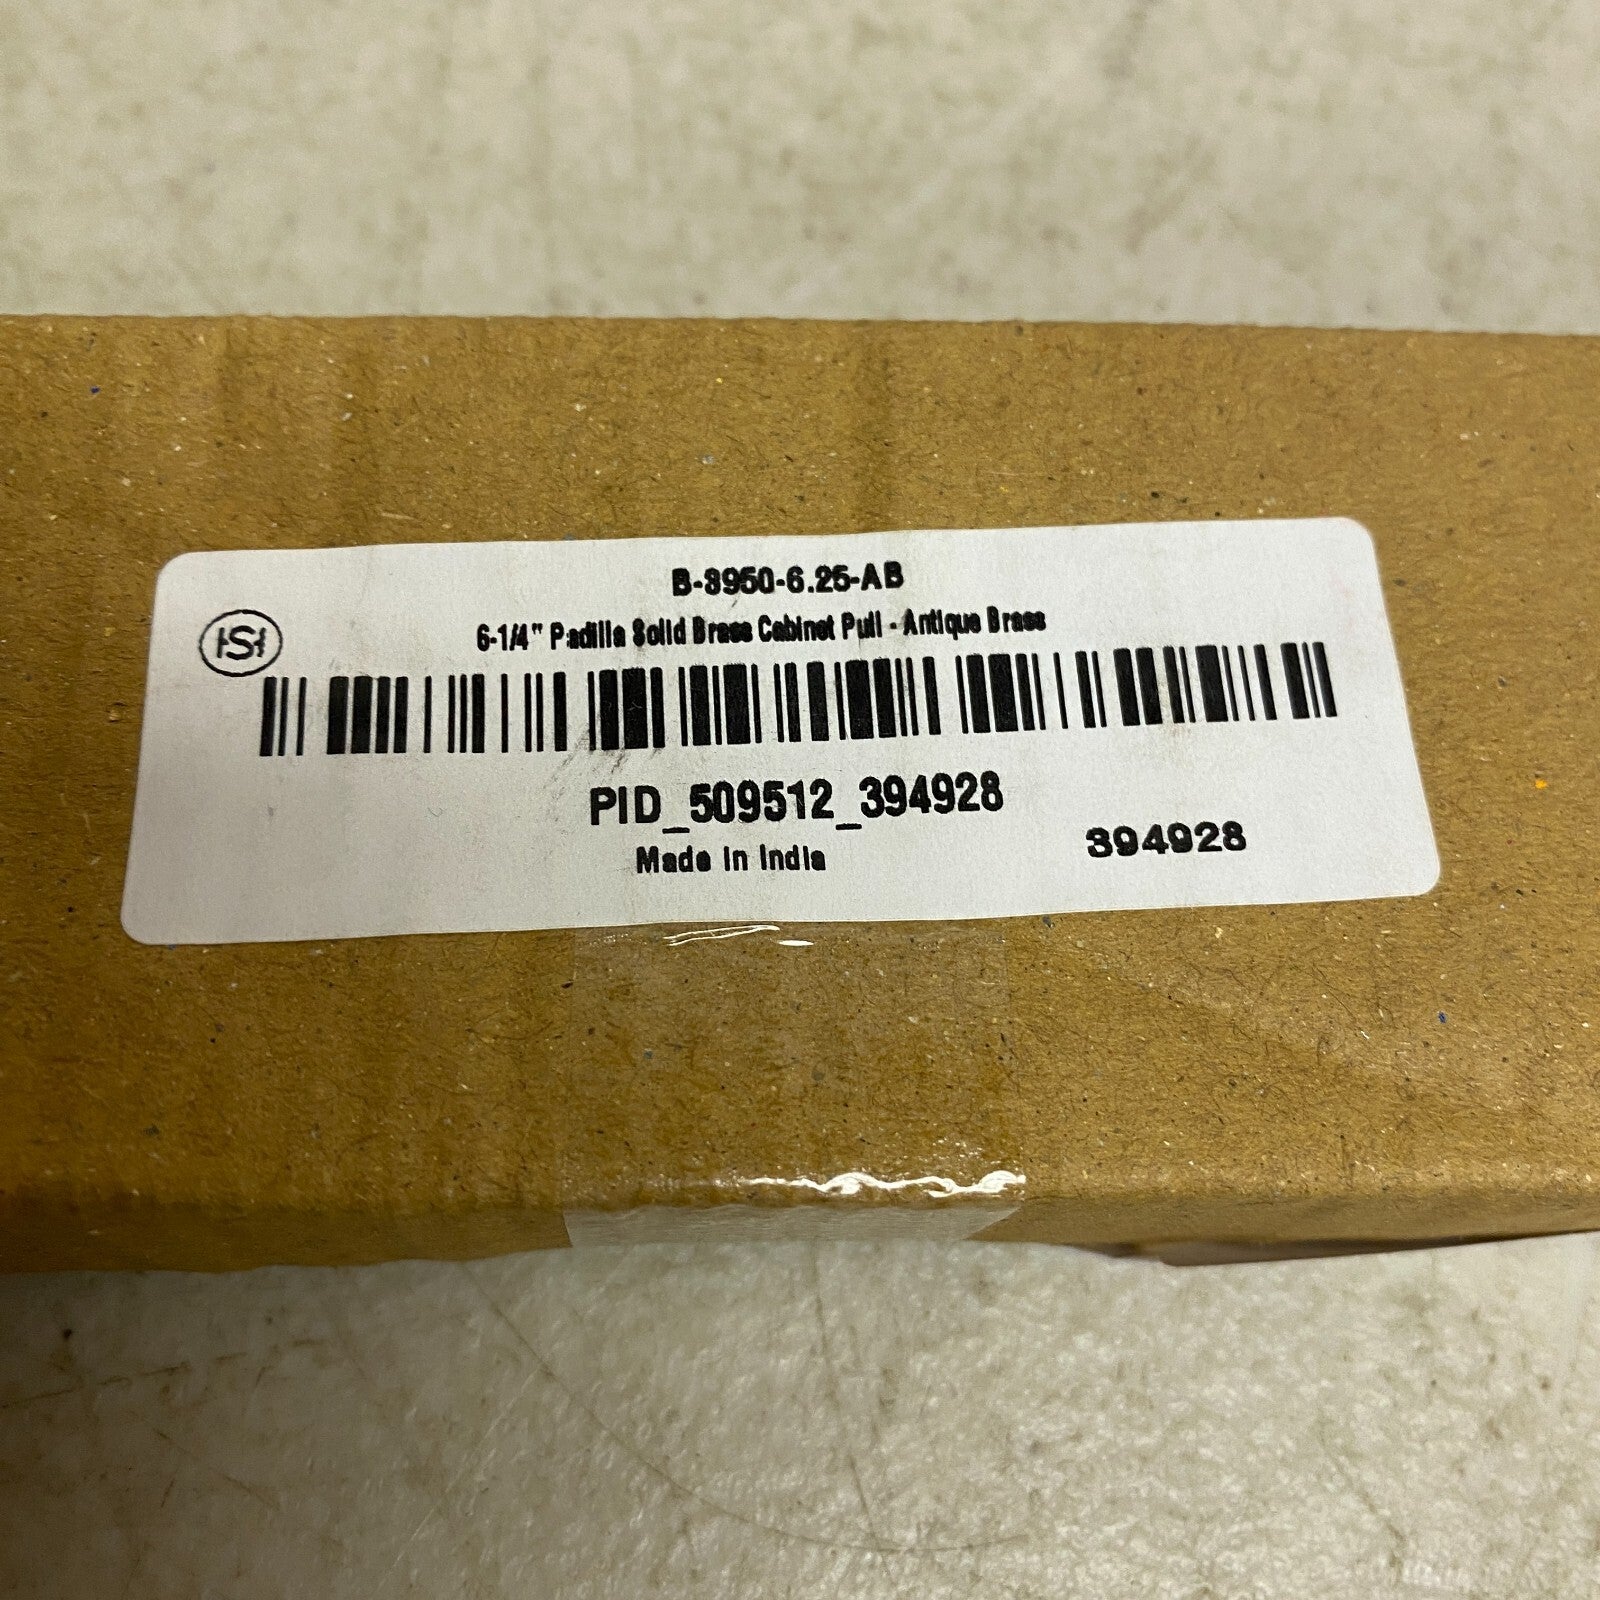 B-8950-6.25-AB
HSH
6-1/4" Padilla Solid Brass Cabinet Pull - Antique Brass
PID_509512_394928
Made in India
394928